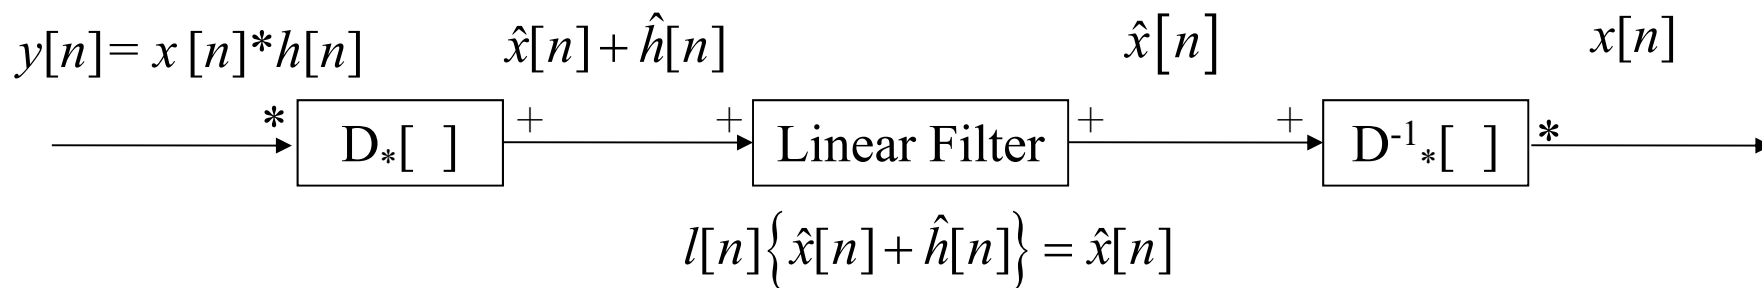 y[n]= x [n]*h[n] x̂[n]+ĥ[n] x̂[n] x[n]
* D*[ ] + + Linear Filter + + D⁻¹*[ ] *
l[n]{x̂[n]+ĥ[n]} = x̂[n]